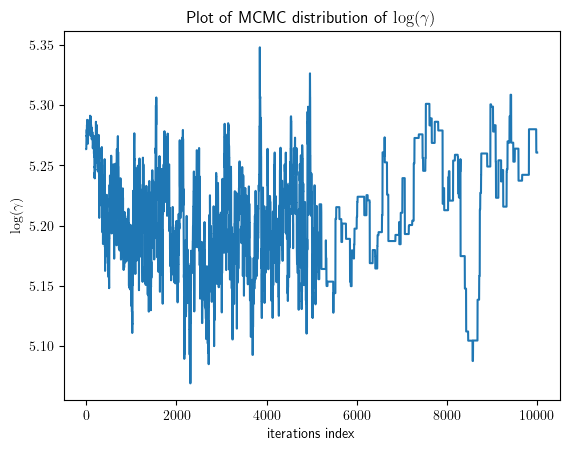 Plot of MCMC distribution of log(γ)
5.35
5.30
5.25
5.20
5.15
5.10
log(γ)
0 2000 4000 6000 8000 10000
iterations index